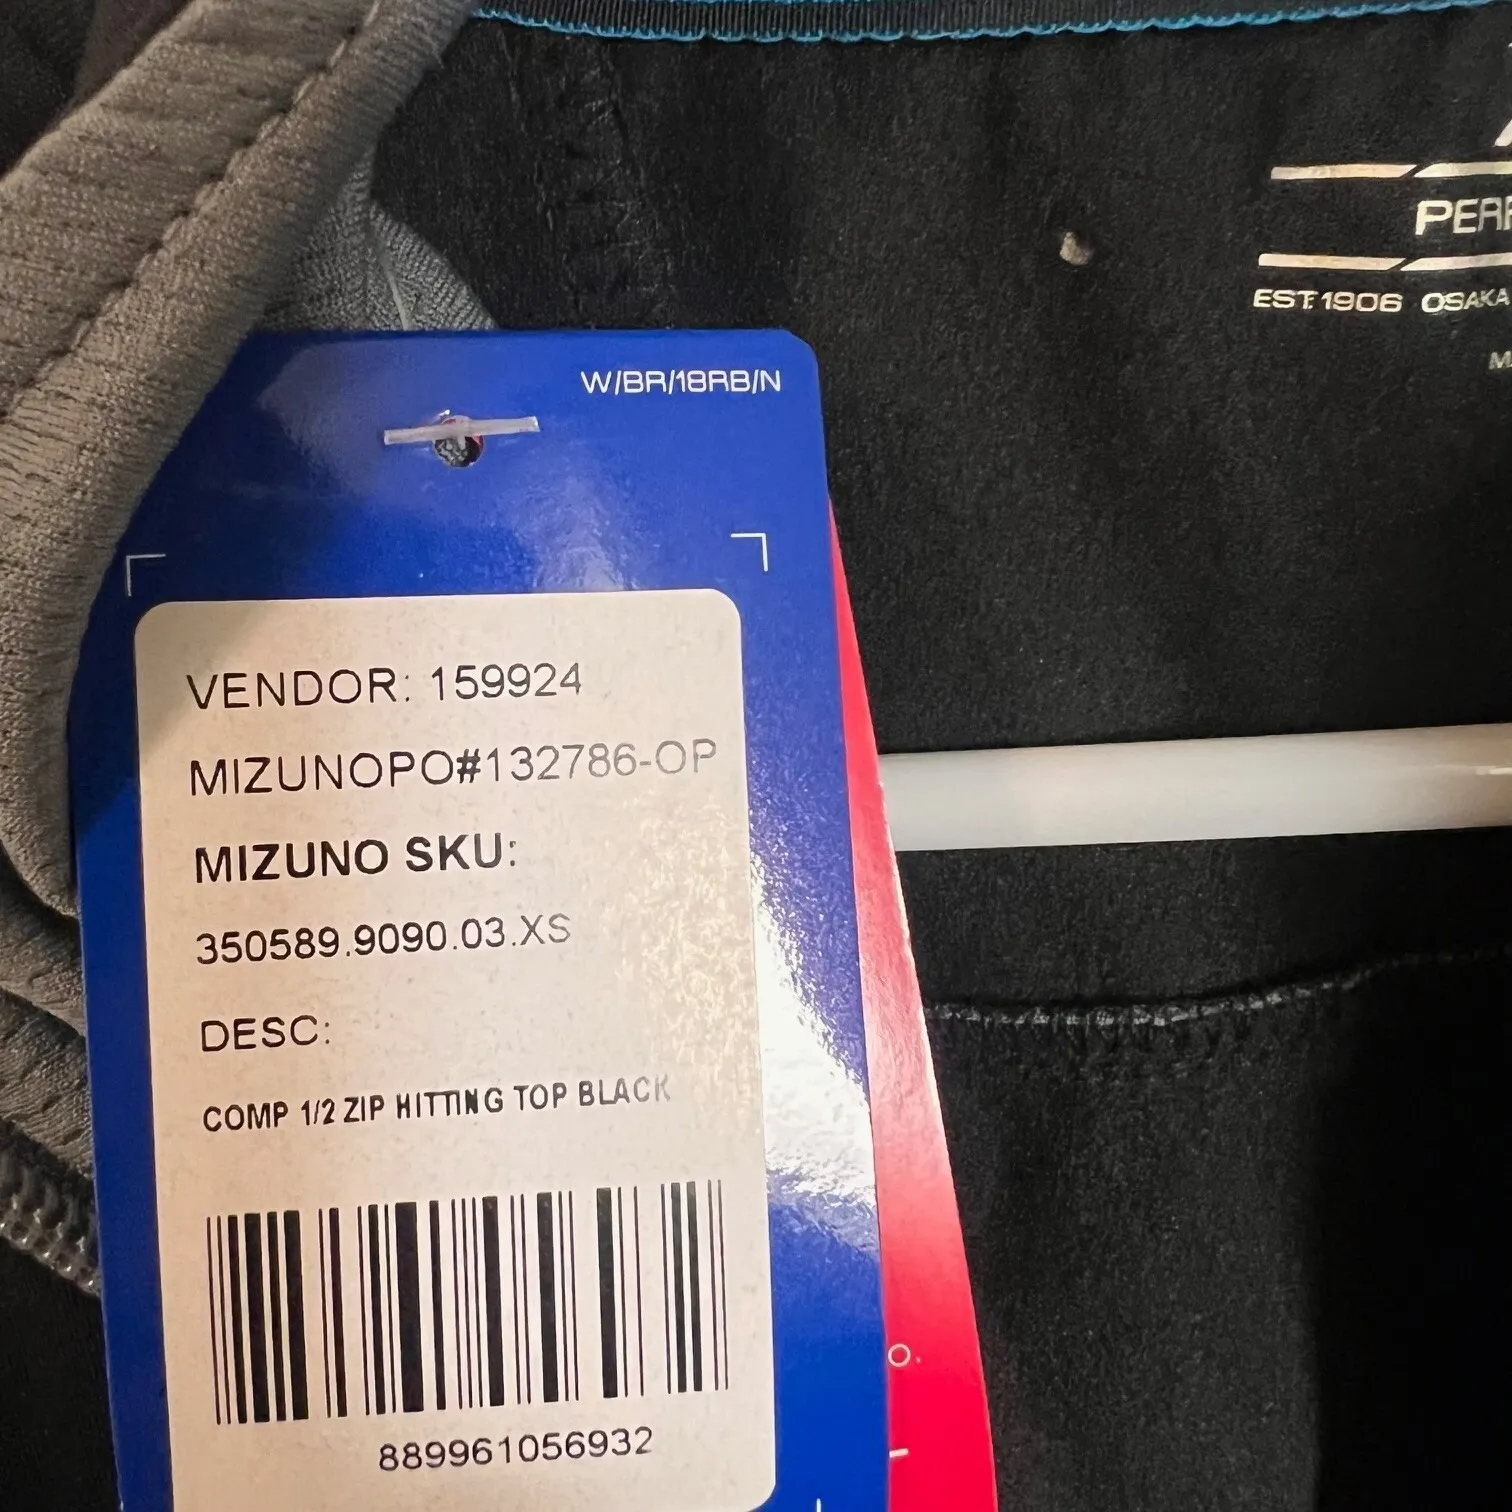 W/BR/18RB/N
VENDOR: 159924
MIZUNOPO#132786-OP
MIZUNO SKU:
350589.9090.03.XS
DESC:
COMP 1/2 ZIP HITTING TOP BLACK
889961056932
EST.1906 OSAKA